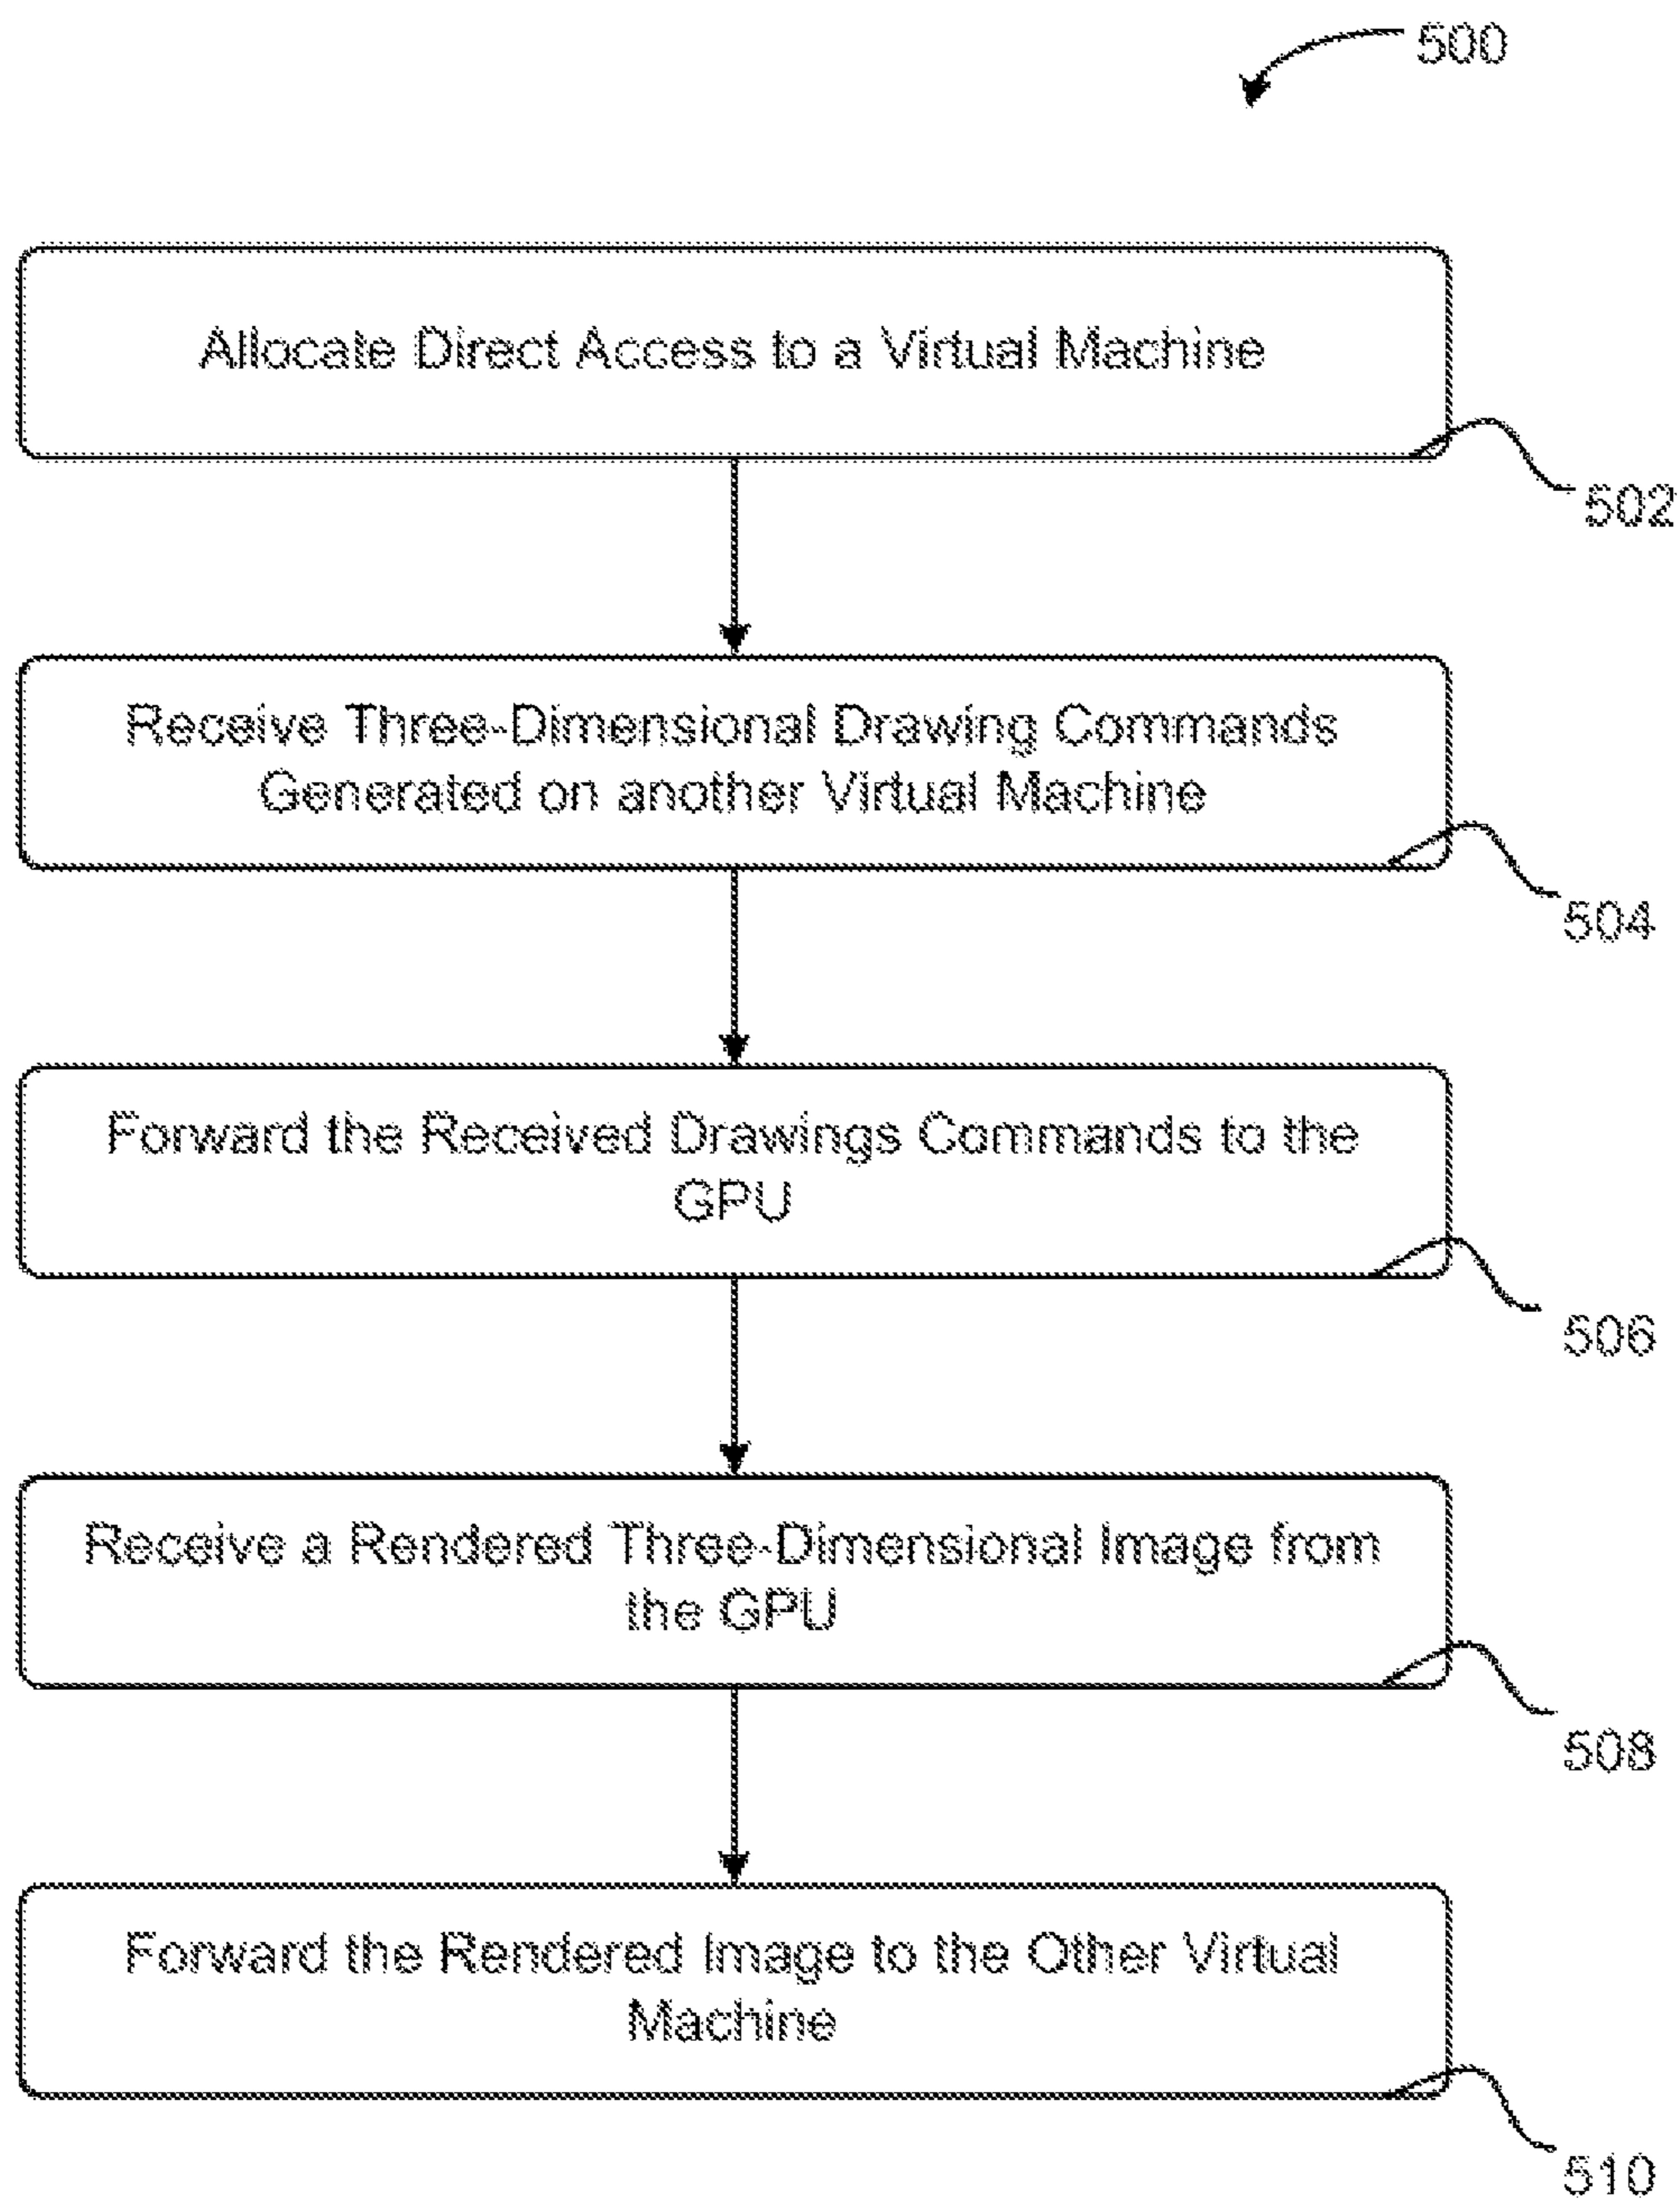 500
Allocate Direct Access to a Virtual Machine
502
Receive Three-Dimensional Drawing Commands
Generated on another Virtual Machine
504
Forward the Received Drawings Commands to the
GPU
506
Receive a Rendered Three-Dimensional Image from
the GPU
508
Forward the Rendered Image to the Other Virtual
Machine
510